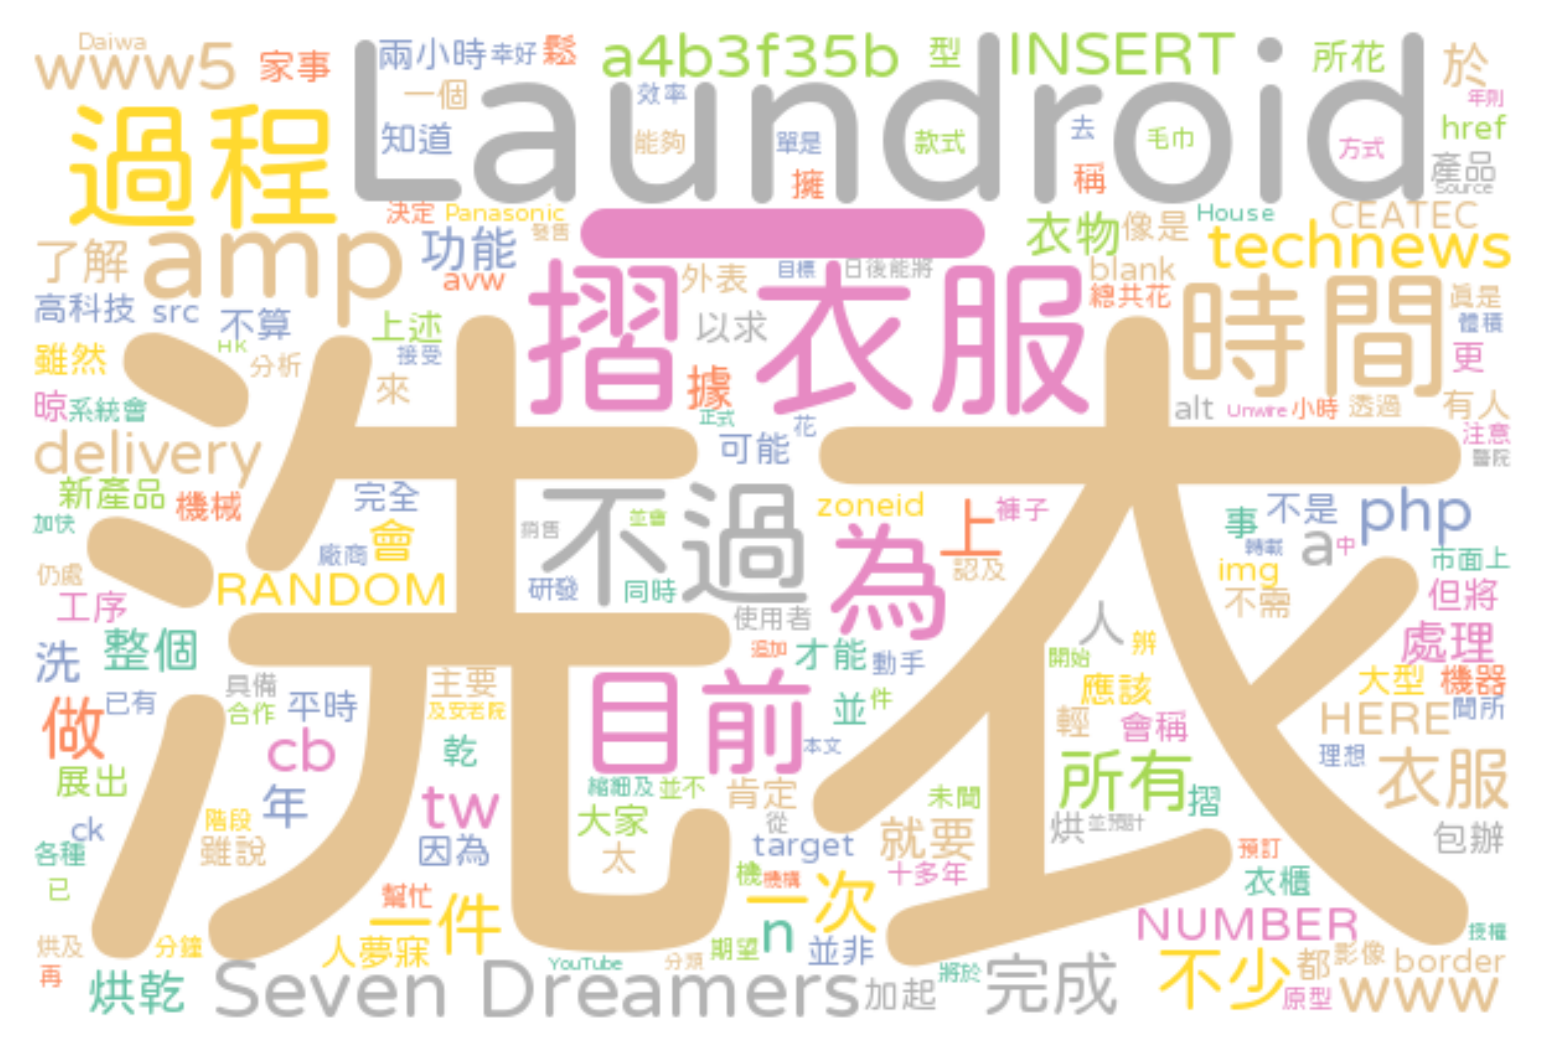 Daiwa
www5
家事
兩小時
幸好
鬆
a4b3f35b
型
INSERT
所花
於
年則
過程
Laundroid
一個
效率
知道
能夠
單是
款式
去
毛巾
方式
href
產品
Source
擁
稱
決定
Panasonic
發售
一
衣物
像是
House
CEATEC
technews
了解
amp
功能
avw
摺衣服
外表
目標
日後能將
blank
總共花
時間
眞是
體積
更
高科技
src
不算
HK
上述
接受
以求
雖然
分析
來
據
正式
晾
系統會
alt
Unwire
小時
透過
有人
注意
醫院
洗衣
delivery
可能
花
新產品
機械
完全
不過
銷售
並會
zoneid
上
褲子
事
不是
php
轉載
a
中
市面上
加快
廠商
會
為
認及
img
仍處
RANDOM
研發
同時
不需
但將
工序
使用者
人
辨
處理
洗
整個
追加
才能
動手
開始
具備
主要
目前
應該
大型
機器
做
已有
合作
平時
及安老院
並
件
輕
會稱
HERE
聞所
cb
乾
本文
理想
展出
年
tw
縮細及
並不
肯定
未聞
所有
摺
衣服
ck
階段
大家
從
烘
並預計
各種
雖說
因為
太
target
就要
包辦
已
機
機構
十多年
預訂
衣櫃
幫忙
一件
一次
NUMBER
授權
烘及
分鐘
人夢寐
n
期望
並非
不少
都
影像
border
再
烘乾
Seven Dreamers
YouTube
分類
加起
將於
完成
原型
www